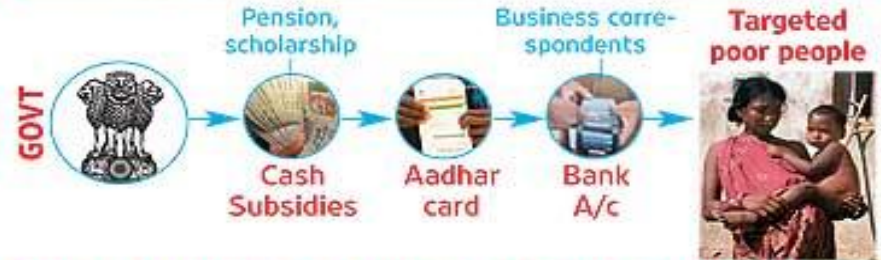 GOVT
Pension,
scholarship
Cash
Subsidies
Aadhar
card
Business corre-
spondents
Bank
A/c
Targeted
poor people